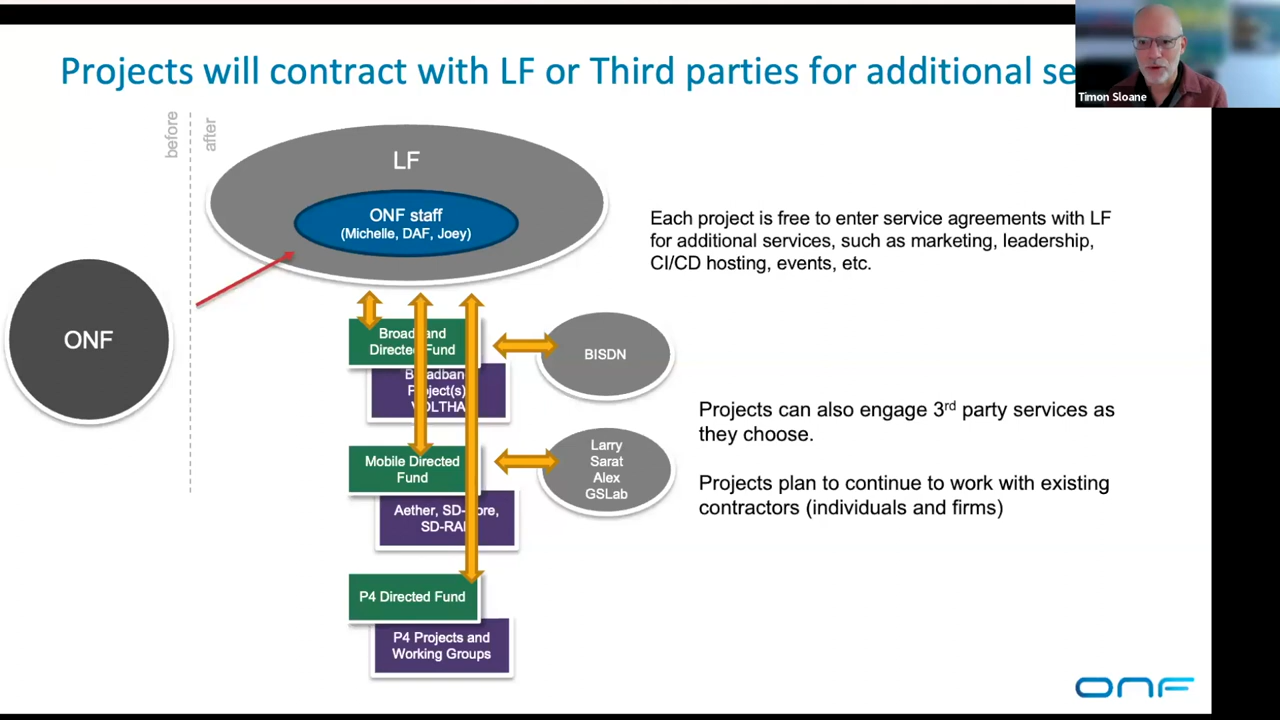 Projects will contract with LF or Third parties for additional se
Timon Sloane
before
after
LF
ONF staff
(Michelle, DAF, Joey)
Each project is free to enter service agreements with LF
for additional services, such as marketing, leadership,
CI/CD hosting, events, etc.
ONF
Broadband
Directed Fund
BISDN
Broadband
Project(s)
VOLTHA
Projects can also engage 3rd party services as
they choose.
Mobile Directed
Fund
Larry
Sarat
Alex
GSLab
Projects plan to continue to work with existing
contractors (individuals and firms)
Aether, SD-Core,
SD-RAN
P4 Directed Fund
P4 Projects and
Working Groups
ONF